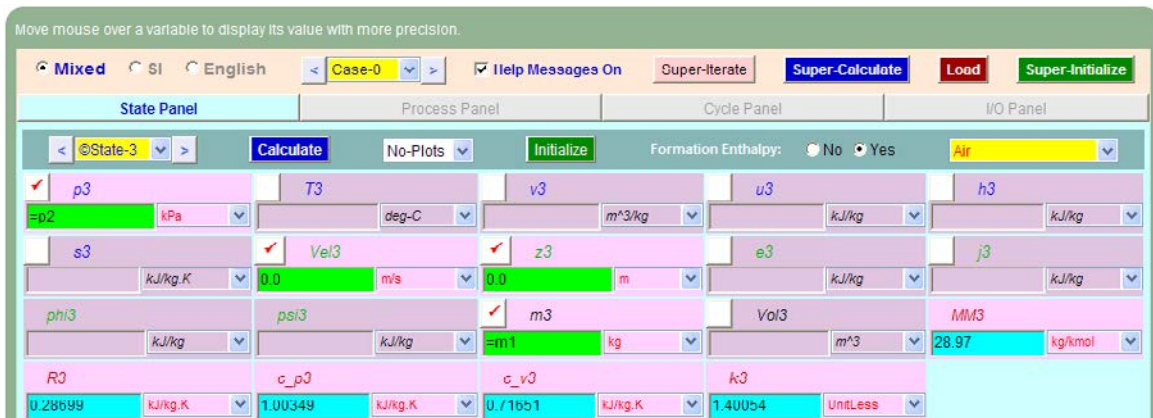 Move mouse over a variable to display its value with more precision.
Mixed SI English < Case-0 > Help Messages On Super-Iterate Super-Calculate Load Super-Initialize
State Panel Process Panel Cycle Panel I/O Panel
< ©State-3 > Calculate No-Plots Initialize Formation Enthalpy: No Yes Air
p3 T3 v3 u3 h3
=p2 kPa deg-C m^3/kg kJ/kg kJ/kg
s3 Vel3 z3 e3 j3
kJ/kg.K 0.0 m/s 0.0 m kJ/kg kJ/kg
phi3 psi3 m3 Vol3 MM3
kJ/kg kJ/kg =m1 kg m^3 28.97 kg/kmol
R3 c_p3 c_v3 k3
0.28699 kJ/kg.K 1.00349 kJ/kg.K 0.71651 kJ/kg.K 1.40054 UnitLess